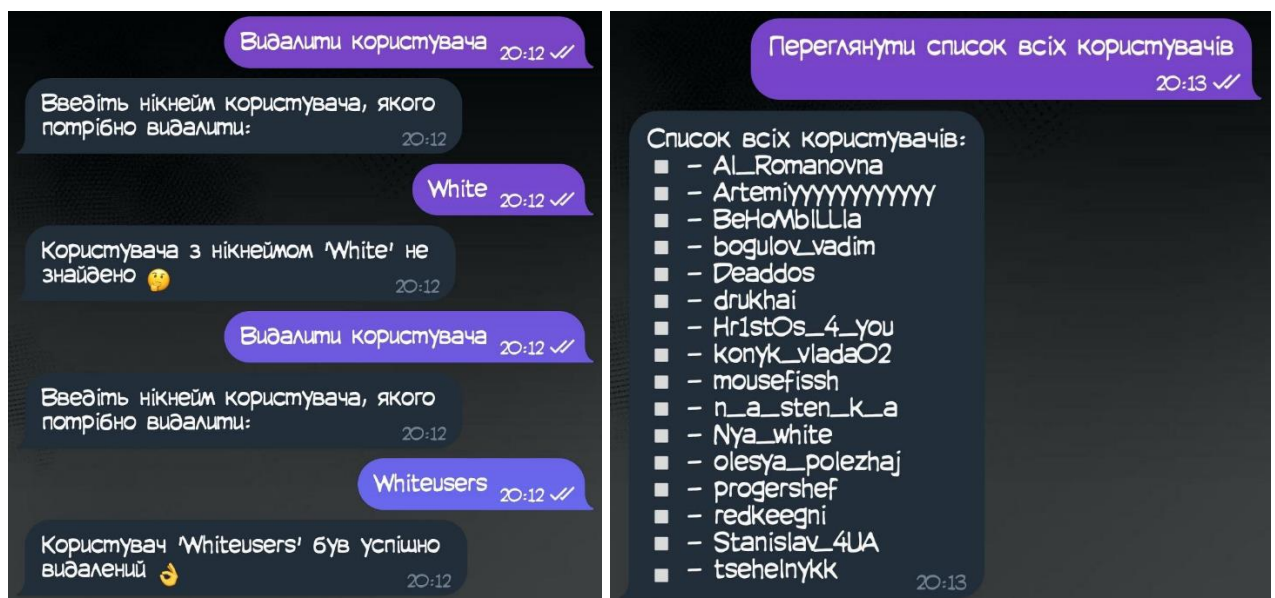 Видалити користувача
20:12
Введіть нікнейм користувача, якого
потрібно видалити:
20:12
White
20:12
Користувача з нікнеймом 'White' не
знайдено 🤔
20:12
Видалити користувача
20:12
Введіть нікнейм користувача, якого
потрібно видалити:
20:12
Whiteusers
20:12
Користувач 'Whiteusers' був успішно
видалений 👌
20:12
Переглянути список всіх користувачів
20:13
Список всіх користувачів:
▪ - Al_Romanovna
▪ - Artemiyyyyyyyyyyyy
▪ - BeHoMbILLIa
▪ - bogulov_vadim
▪ - Deaddos
▪ - drukhai
▪ - Hr1stOs_4_you
▪ - konyk_vlada02
▪ - mousefissh
▪ - n_a_sten_k_a
▪ - Nya_white
▪ - olesya_polezhaj
▪ - progershef
▪ - redkeegni
▪ - Stanislav_4UA
▪ - tsehelnykk
20:13